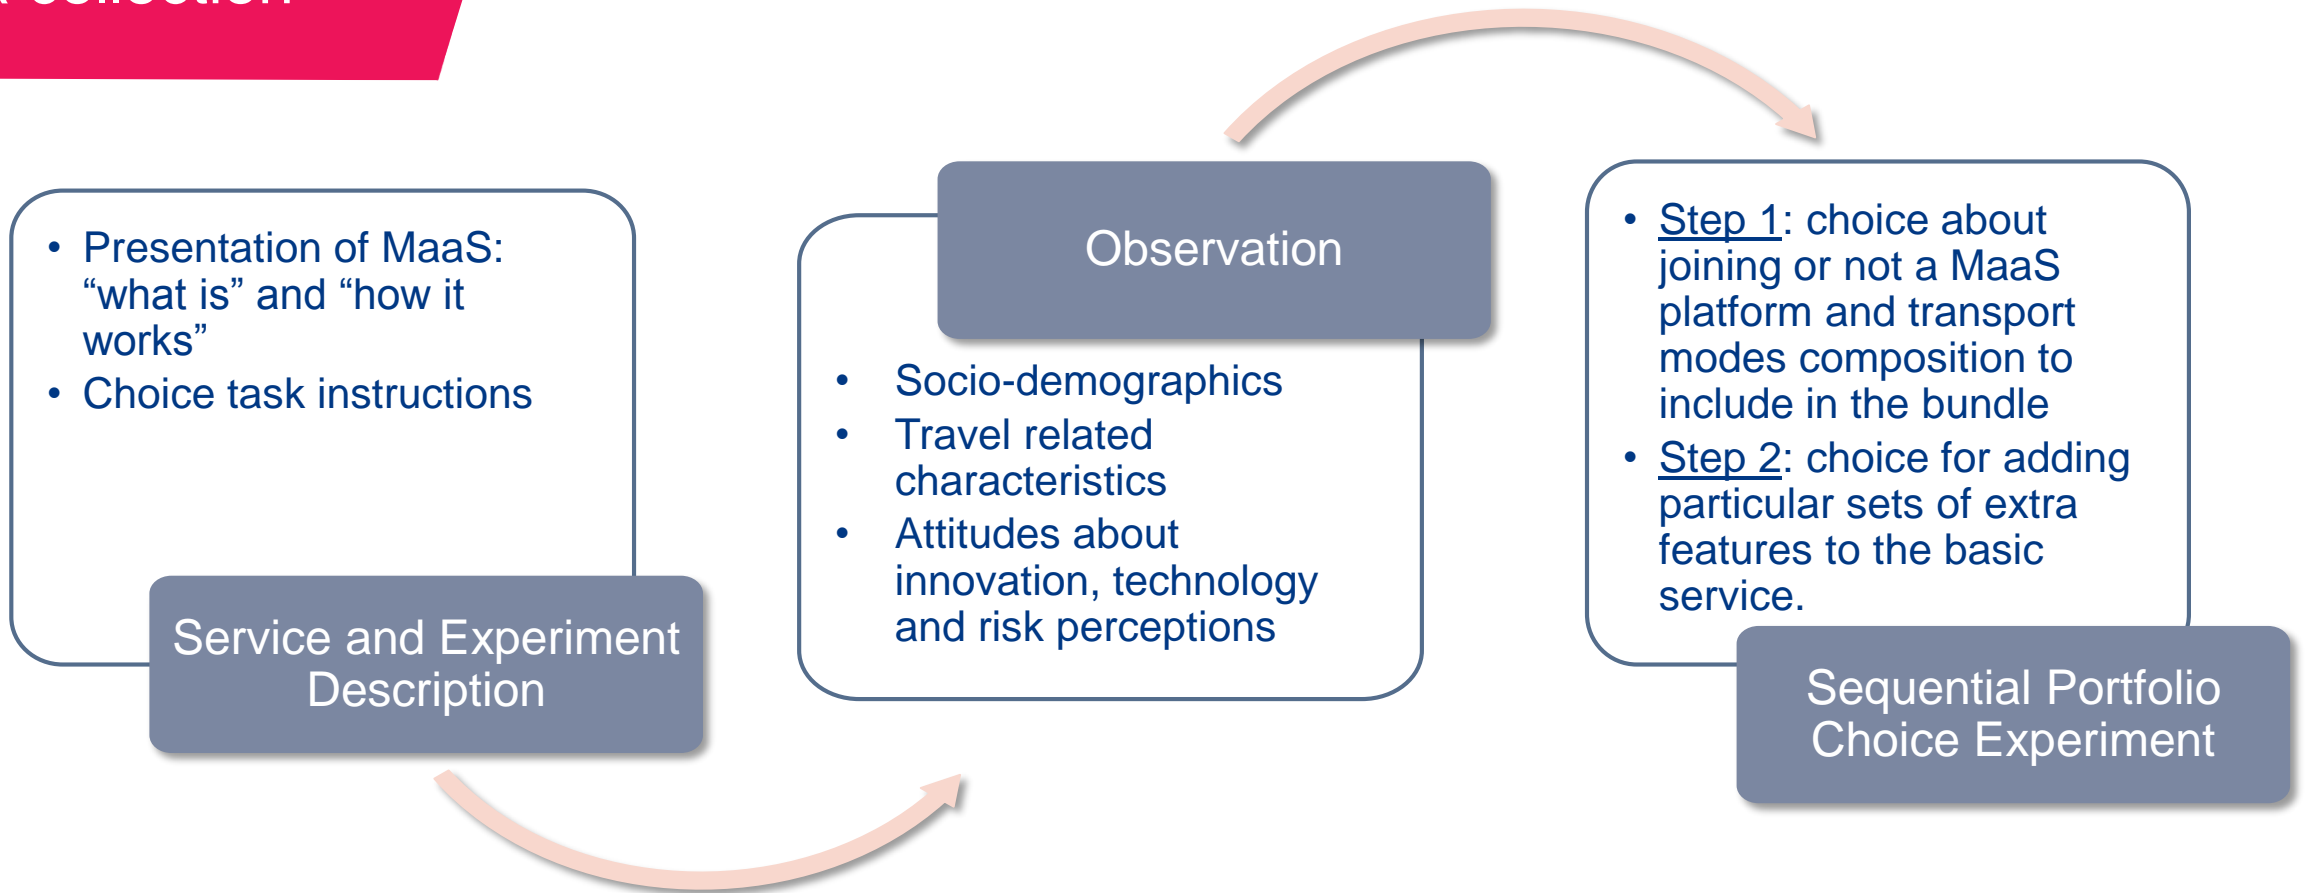 collection
• Presentation of MaaS:
“what is” and “how it
works”
• Choice task instructions
Service and Experiment
Description
Observation
• Socio-demographics
• Travel related
characteristics
• Attitudes about
innovation, technology
and risk perceptions
• Step 1: choice about
joining or not a MaaS
platform and transport
modes composition to
include in the bundle
• Step 2: choice for adding
particular sets of extra
features to the basic
service.
Sequential Portfolio
Choice Experiment